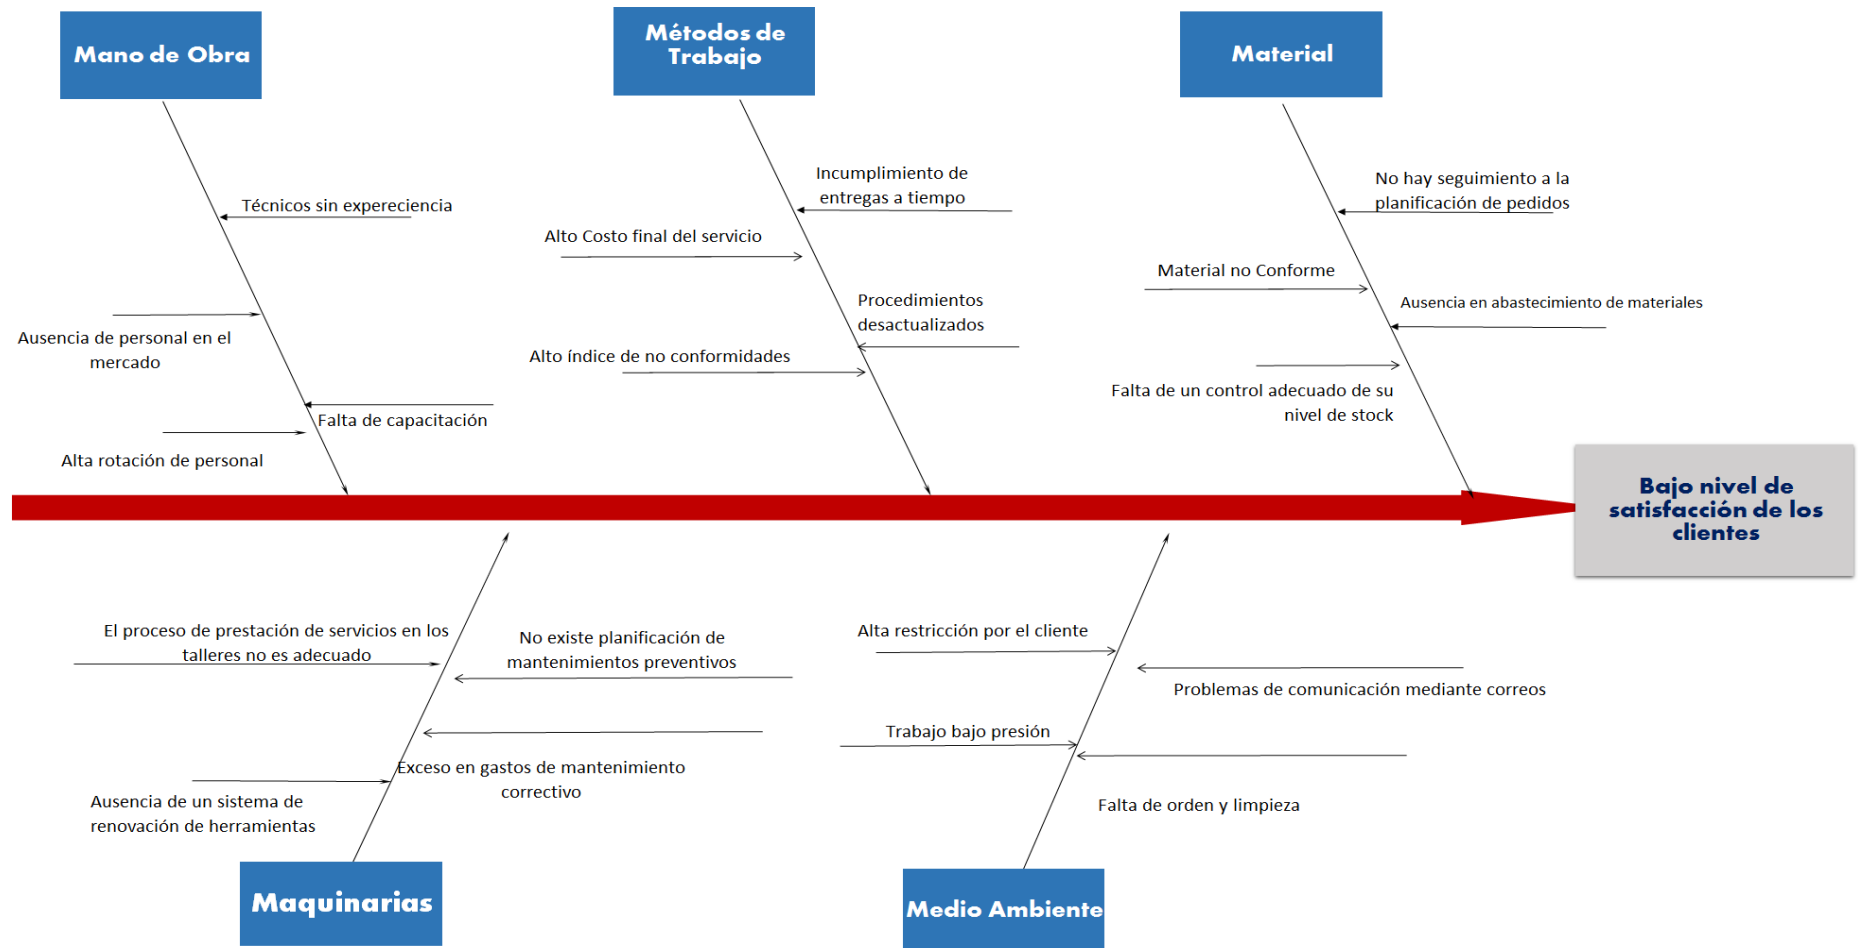 Mano de Obra
Métodos de
Trabajo
Material
Técnicos sin expereciencia
Ausencia de personal en el
mercado
Falta de capacitación
Alta rotación de personal
Incumplimiento de
entregas a tiempo
Alto Costo final del servicio
Procedimientos
desactualizados
Alto índice de no conformidades
No hay seguimiento a la
planificación de pedidos
Material no Conforme
Ausencia en abastecimiento de materiales
Falta de un control adecuado de su
nivel de stock
Bajo nivel de
satisfacción de los
clientes
El proceso de prestación de servicios en los
talleres no es adecuado
No existe planificación de
mantenimientos preventivos
Exceso en gastos de mantenimiento
correctivo
Ausencia de un sistema de
renovación de herramientas
Alta restricción por el cliente
Problemas de comunicación mediante correos
Trabajo bajo presión
Falta de orden y limpieza
Maquinarias
Medio Ambiente